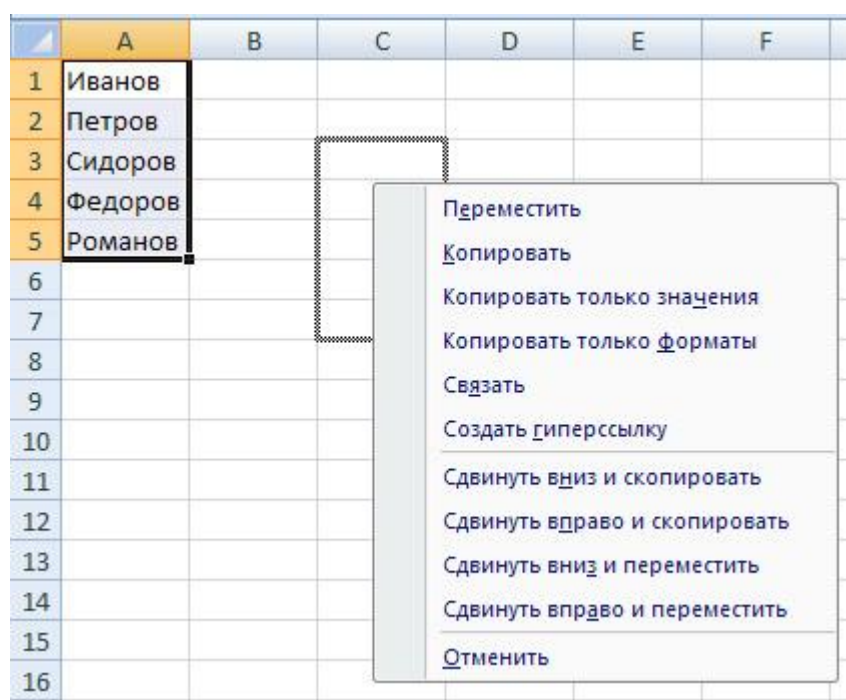 A B C D E F
1 Иванов
2 Петров
3 Сидоров
4 Федоров
5 Романов
6
7
8
9
10
11
12
13
14
15
16
Переместить
Копировать
Копировать только значения
Копировать только форматы
Связать
Создать гиперссылку
Сдвинуть вниз и скопировать
Сдвинуть вправо и скопировать
Сдвинуть вниз и переместить
Сдвинуть вправо и переместить
Отменить